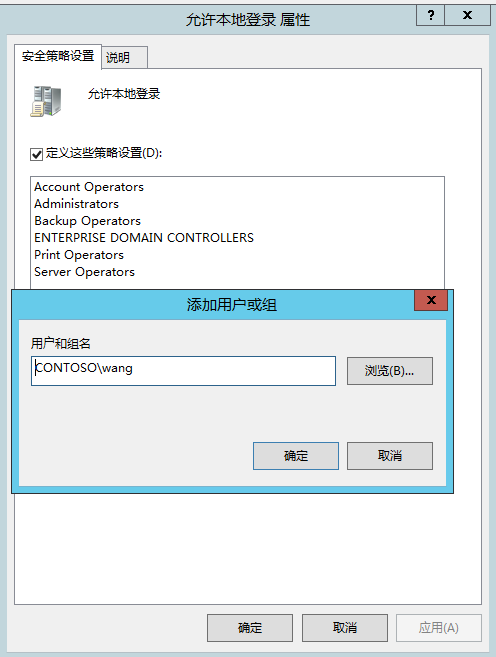 允许本地登录 属性
? x
安全策略设置 说明
允许本地登录
定义这些策略设置(D):
Account Operators
Administrators
Backup Operators
ENTERPRISE DOMAIN CONTROLLERS
Print Operators
Server Operators
添加用户或组
x
用户和组名
CONTOSO\wang
浏览(B)...
确定 取消
确定 取消 应用(A)